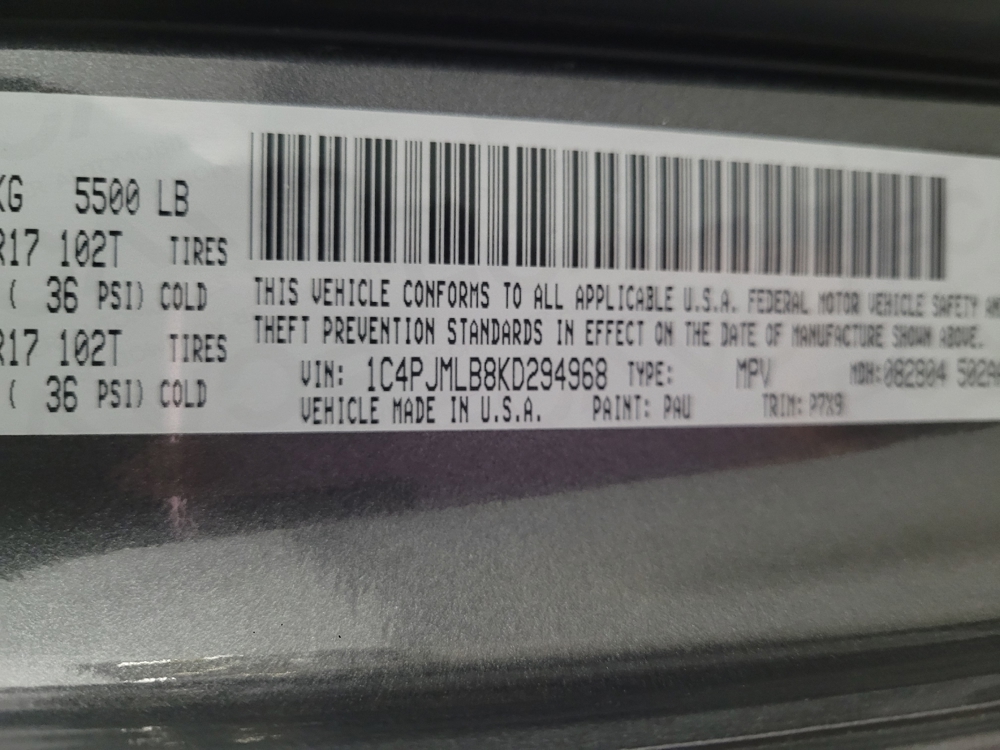 KG 5500 LB
R17 102T TIRES
( 36 PSI) COLD
R17 102T TIRES
( 36 PSI) COLD
THIS VEHICLE CONFORMS TO ALL APPLICABLE U.S.A. FEDERAL MOTOR VEHICLE SAFETY
THEFT PREVENTION STANDARDS IN EFFECT ON THE DATE OF MANUFACTURE SHOWN ABOVE.
VIN: 1C4PJMLB8KD294968 TYPE: MPV MDH:082804
VEHICLE MADE IN U.S.A. PAINT: PAU TRIM: P7X9